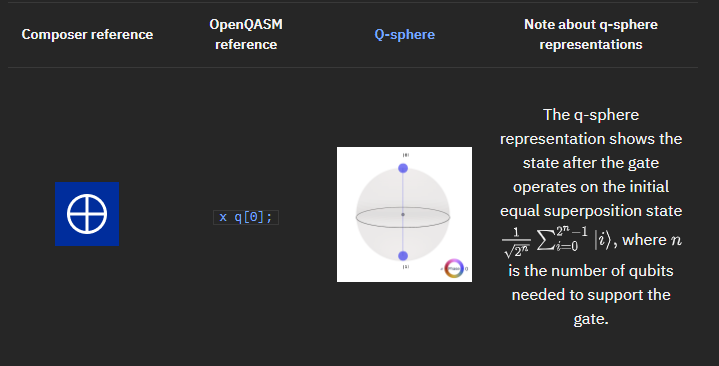 Composer reference
OpenQASM
reference
Q-sphere
Note about q-sphere
representations
x q[0];
The q-sphere
representation shows the
state after the gate
operates on the initial
equal superposition state
$\frac{1}{\sqrt{2^n}} \sum_{i=0}^{2^n-1} |i\rangle$, where $n$
is the number of qubits
needed to support the
gate.